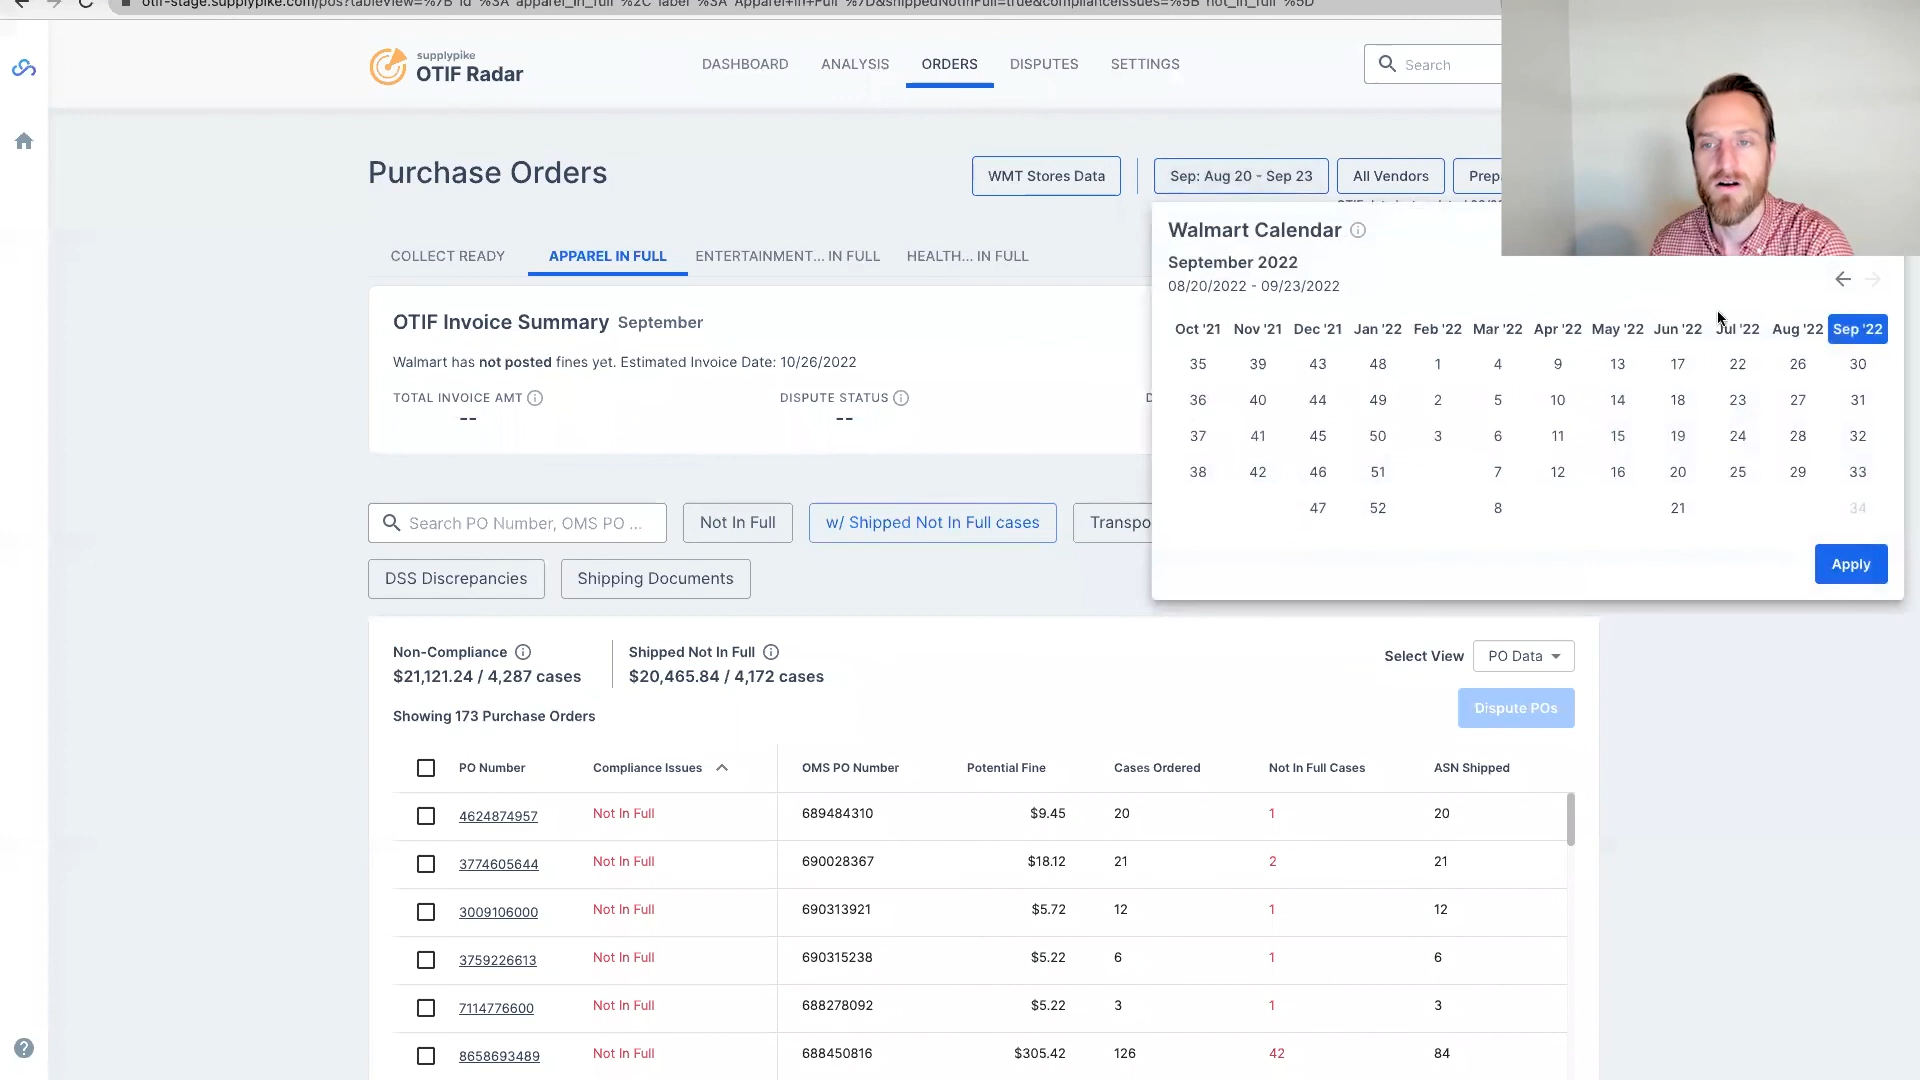 supplypike
OTIF Radar
DASHBOARD ANALYSIS ORDERS DISPUTES SETTINGS
Search
Purchase Orders
WMT Stores Data
Sep: Aug 20 - Sep 23
All Vendors
COLLECT READY APPAREL IN FULL ENTERTAINMENT... IN FULL HEALTH... IN FULL
OTIF Invoice Summary September
Walmart has not posted fines yet. Estimated Invoice Date: 10/26/2022
TOTAL INVOICE AMT DISPUTE STATUS
-- --
Walmart Calendar
September 2022
08/20/2022 - 09/23/2022
Oct '21 Nov '21 Dec '21 Jan '22 Feb '22 Mar '22 Apr '22 May '22 Jun '22 Jul '22 Aug '22 Sep '22
35 39 43 48 1 4 9 13 17 22 26 30
36 40 44 49 2 5 10 14 18 23 27 31
37 41 45 50 3 6 11 15 19 24 28 32
38 42 46 51 7 12 16 20 25 29 33
47 52 8 21 34
Apply
Search PO Number, OMS PO ...
Not In Full
w/ Shipped Not In Full cases
Transpo
DSS Discrepancies
Shipping Documents
Non-Compliance
$21,121.24 / 4,287 cases
Shipped Not In Full
$20,465.84 / 4,172 cases
Select View PO Data
Showing 173 Purchase Orders
Dispute POs
PO Number Compliance Issues OMS PO Number Potential Fine Cases Ordered Not In Full Cases ASN Shipped
4624874957 Not In Full 689484310 $9.45 20 1 20
3774605644 Not In Full 690028367 $18.12 21 2 21
3009106000 Not In Full 690313921 $5.72 12 1 12
3759226613 Not In Full 690315238 $5.22 6 1 6
7114776600 Not In Full 688278092 $5.22 3 1 3
8658693489 Not In Full 688450816 $305.42 126 42 84